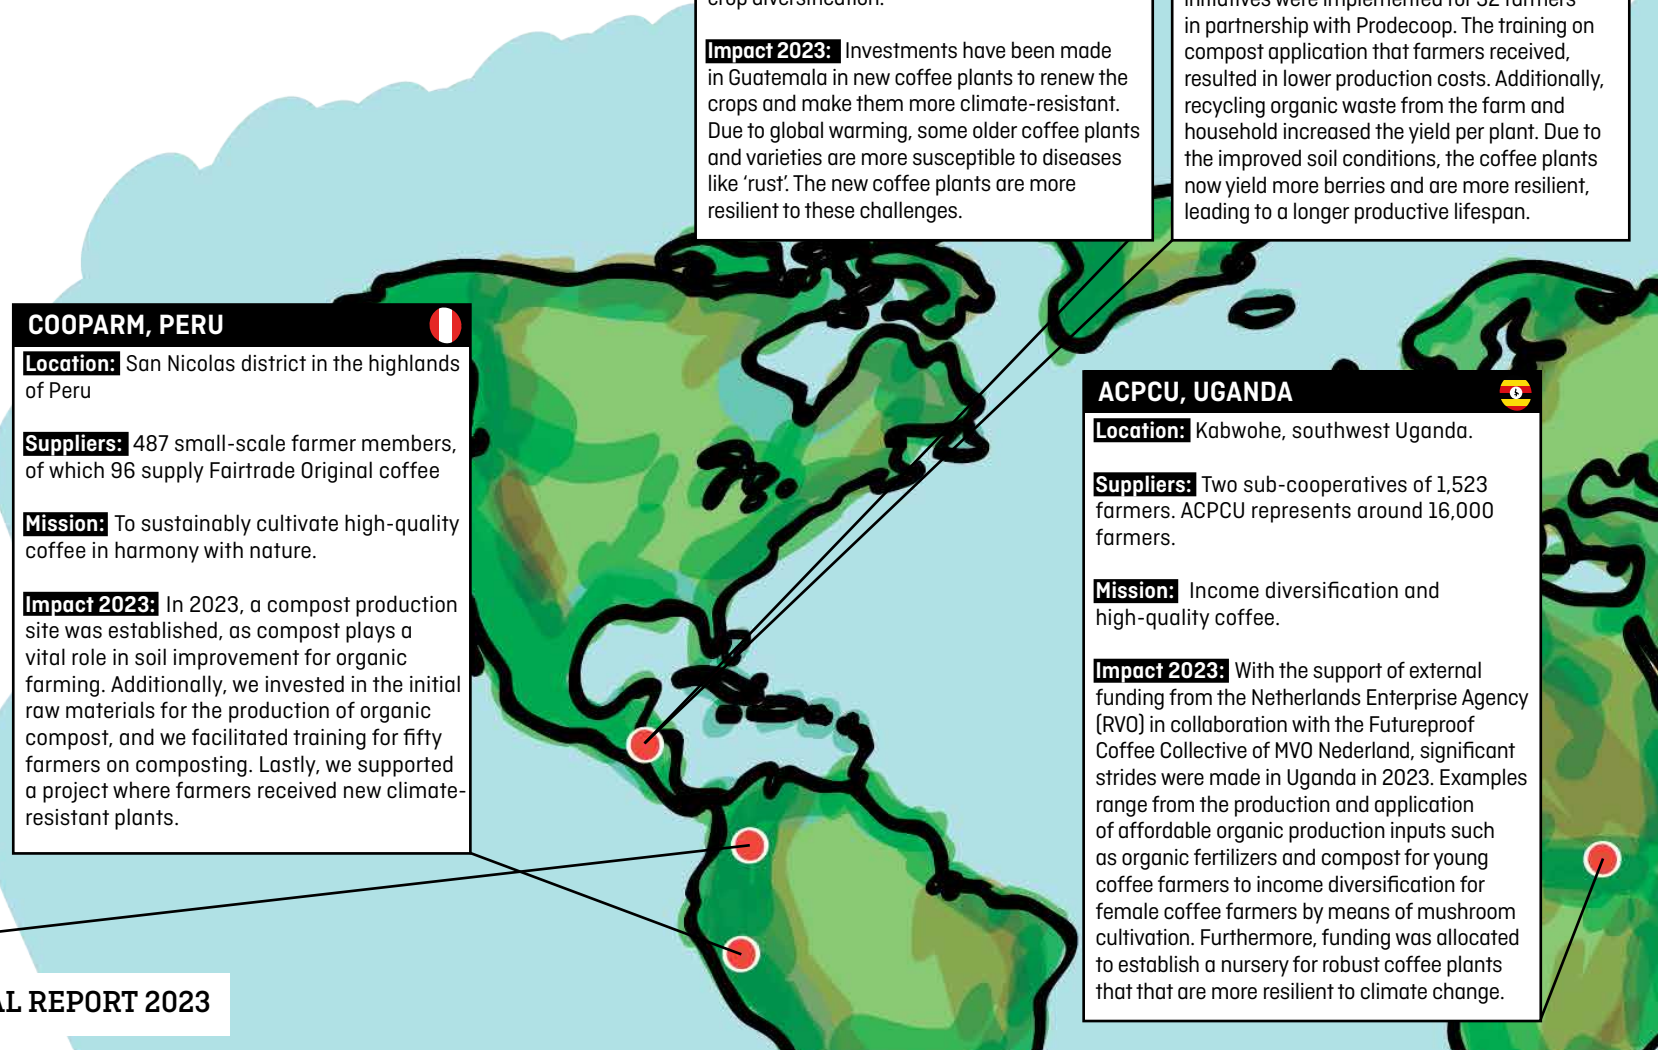 crop diversification.
Impact 2023: Investments have been made
in Guatemala in new coffee plants to renew the
crops and make them more climate-resistant.
Due to global warming, some older coffee plants
and varieties are more susceptible to diseases
like ‘rust’. The new coffee plants are more
resilient to these challenges.
initiatives were implemented for 52 farmers
in partnership with Prodecoop. The training on
compost application that farmers received,
resulted in lower production costs. Additionally,
recycling organic waste from the farm and
household increased the yield per plant. Due to
the improved soil conditions, the coffee plants
now yield more berries and are more resilient,
leading to a longer productive lifespan.
COOPARM, PERU
Location: San Nicolas district in the highlands
of Peru
Suppliers: 487 small-scale farmer members,
of which 96 supply Fairtrade Original coffee
Mission: To sustainably cultivate high-quality
coffee in harmony with nature.
Impact 2023: In 2023, a compost production
site was established, as compost plays a
vital role in soil improvement for organic
farming. Additionally, we invested in the initial
raw materials for the production of organic
compost, and we facilitated training for fifty
farmers on composting. Lastly, we supported
a project where farmers received new climate-
resistant plants.
ACPCU, UGANDA
Location: Kabwohe, southwest Uganda.
Suppliers: Two sub-cooperatives of 1,523
farmers. ACPCU represents around 16,000
farmers.
Mission: Income diversification and
high-quality coffee.
Impact 2023: With the support of external
funding from the Netherlands Enterprise Agency
(RVO) in collaboration with the Futureproof
Coffee Collective of MVO Nederland, significant
strides were made in Uganda in 2023. Examples
range from the production and application
of affordable organic production inputs such
as organic fertilizers and compost for young
coffee farmers to income diversification for
female coffee farmers by means of mushroom
cultivation. Furthermore, funding was allocated
to establish a nursery for robust coffee plants
that that are more resilient to climate change.
AL REPORT 2023